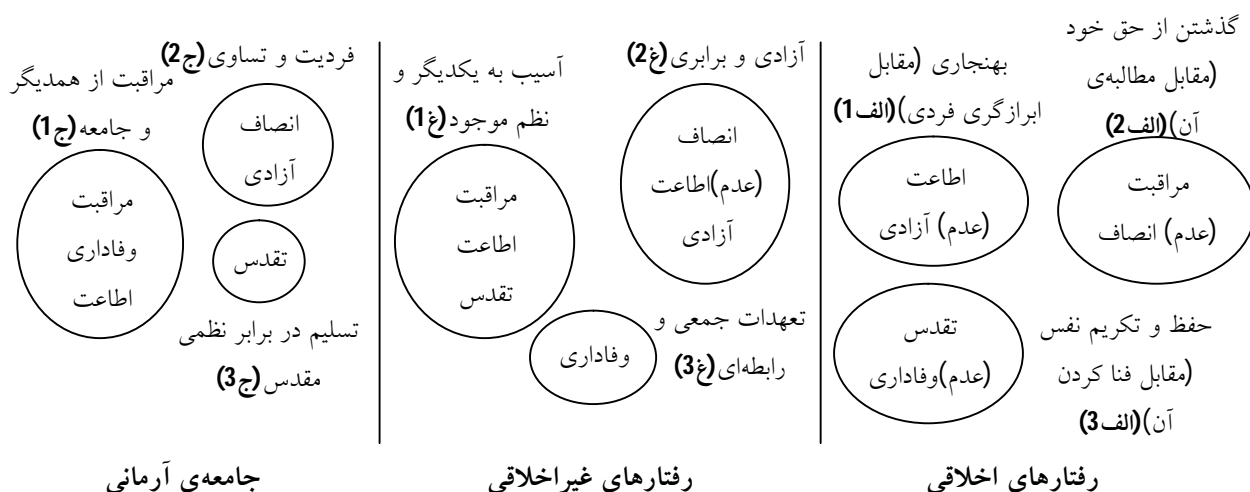 گذشتن از حق خود
(مقابل مطالبه‌ی
آن)(الف2)
مراقبت
(عدم) انصاف
بهنجاری (مقابل
ابرازگری فردی)(الف1)
اطاعت
(عدم) آزادی
تقدس
(عدم)وفاداری
حفظ و تکریم نفس
(مقابل فنا کردن
آن)(الف3)
رفتارهای اخلاقی
آزادی و برابری(غ2)
انصاف
(عدم)اطاعت
آزادی
آسیب به یکدیگر و
نظم موجود(غ1)
مراقبت
اطاعت
تقدس
تعهدات جمعی و
رابطه‌ای(غ3)
وفاداری
رفتارهای غیراخلاقی
فردیت و تساوی(ج2)
انصاف
آزادی
مراقبت از همدیگر
و جامعه(ج1)
مراقبت
وفاداری
اطاعت
تقدس
تسلیم در برابر نظمی
مقدس(ج3)
جامعه‌ی آرمانی